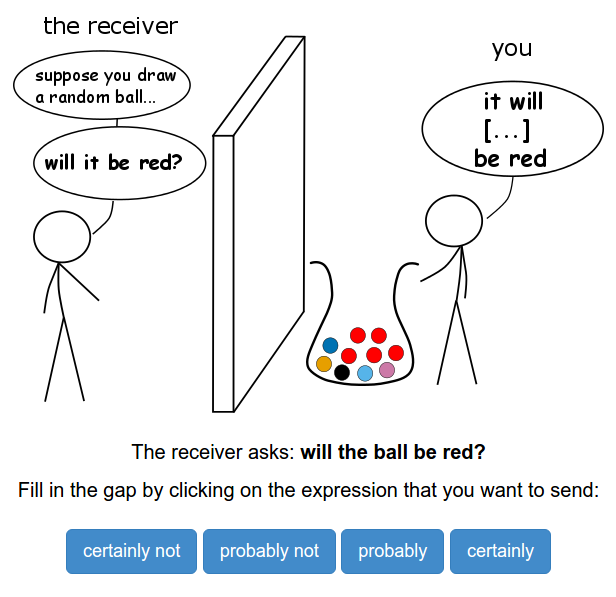 the receiver
suppose you draw
a random ball...
will it be red?
you
it will
[...]
be red
The receiver asks: will the ball be red?
Fill in the gap by clicking on the expression that you want to send:
certainly not
probably not
probably
certainly